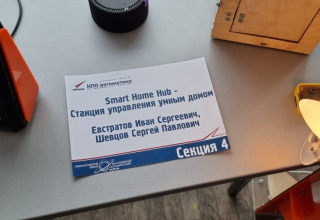 НПО автоматики
Smart Home Hub -
Станция управления умным домом
Евстратов Иван Сергеевич,
Шевцов Сергей Павлович
Секция 4